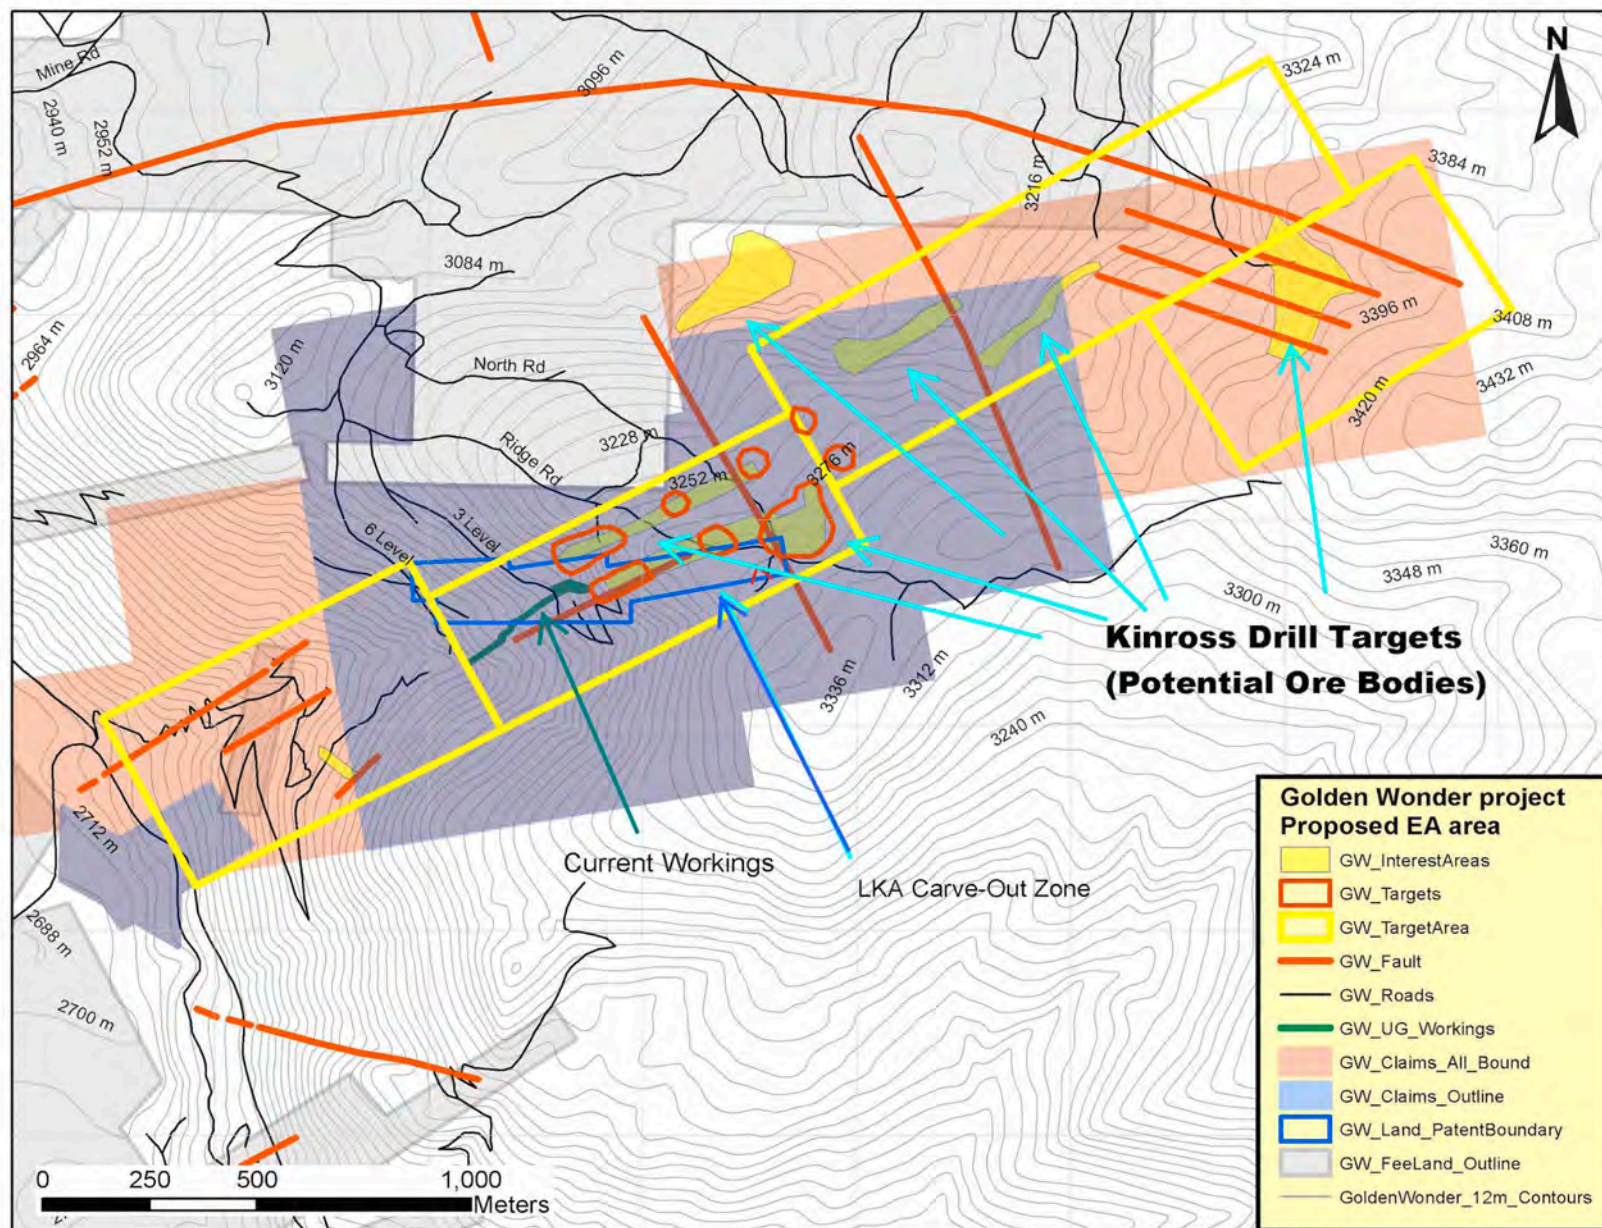 N
Mine Rd
2940 m
2952 m
3096 m
3324 m
3216 m
3384 m
3084 m
2964 m
3120 m
North Rd
3396 m
3408 m
3432 m
3420 m
Ridge Rd
3228 m
3252 m
3276 m
3 Level
6 Level
3360 m
3348 m
3300 m
Kinross Drill Targets
(Potential Ore Bodies)
3336 m
3312 m
3240 m
2712 m
Current Workings
LKA Carve-Out Zone
2688 m
2700 m
Golden Wonder project
Proposed EA area
GW_InterestAreas
GW_Targets
GW_TargetArea
GW_Fault
GW_Roads
GW_UG_Workings
GW_Claims_All_Bound
GW_Claims_Outline
GW_Land_PatentBoundary
GW_FeeLand_Outline
GoldenWonder_12m_Contours
0 250 500 1,000
Meters